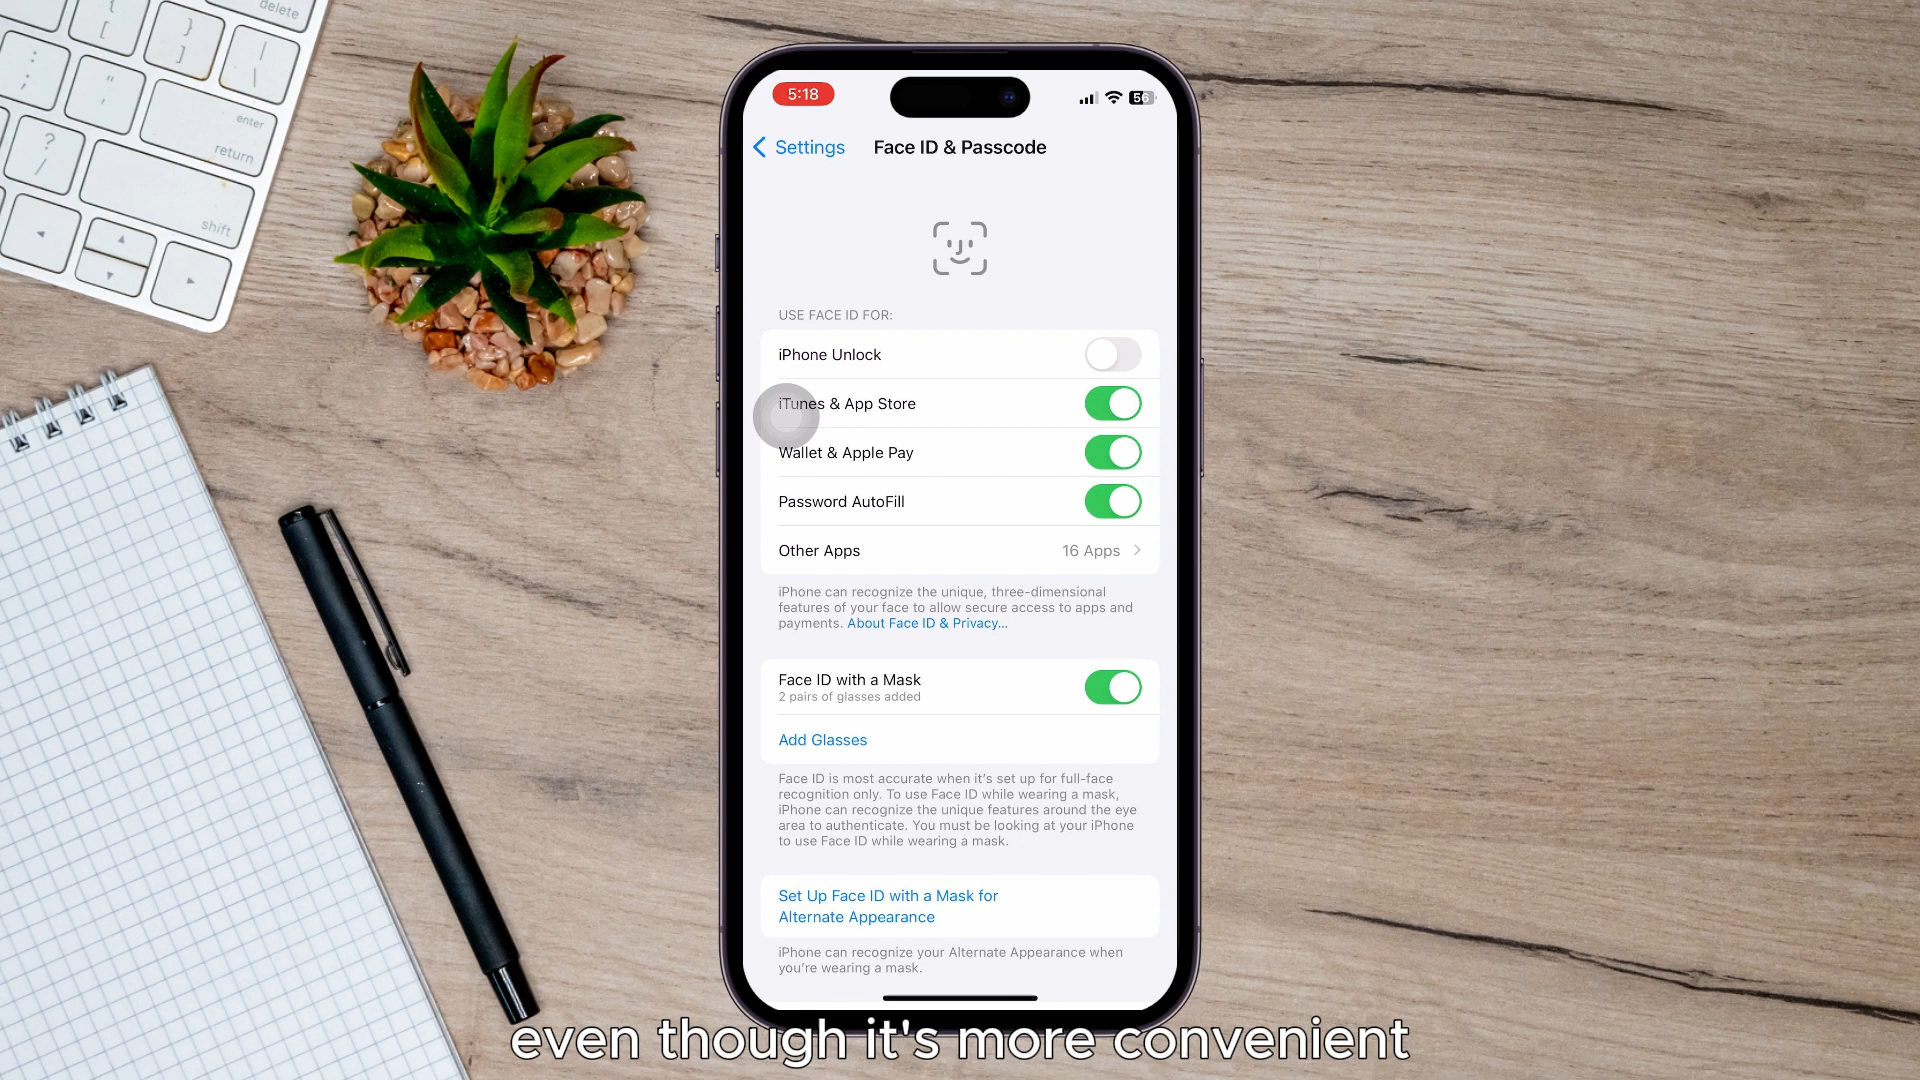 delete
{
[
}
]
|
\
:
;
"
'
enter
return
?
/
shift
5:18
56
Settings
Face ID & Passcode
USE FACE ID FOR:
iPhone Unlock
iTunes & App Store
Wallet & Apple Pay
Password AutoFill
Other Apps
16 Apps
iPhone can recognize the unique, three-dimensional
features of your face to allow secure access to apps and
payments. About Face ID & Privacy...
Face ID with a Mask
2 pairs of glasses added
Add Glasses
Face ID is most accurate when it's set up for full-face
recognition only. To use Face ID while wearing a mask,
iPhone can recognize the unique features around the eye
area to authenticate. You must be looking at your iPhone
to use Face ID while wearing a mask.
Set Up Face ID with a Mask for
Alternate Appearance
iPhone can recognize your Alternate Appearance when
you're wearing a mask.
even though it's more convenient